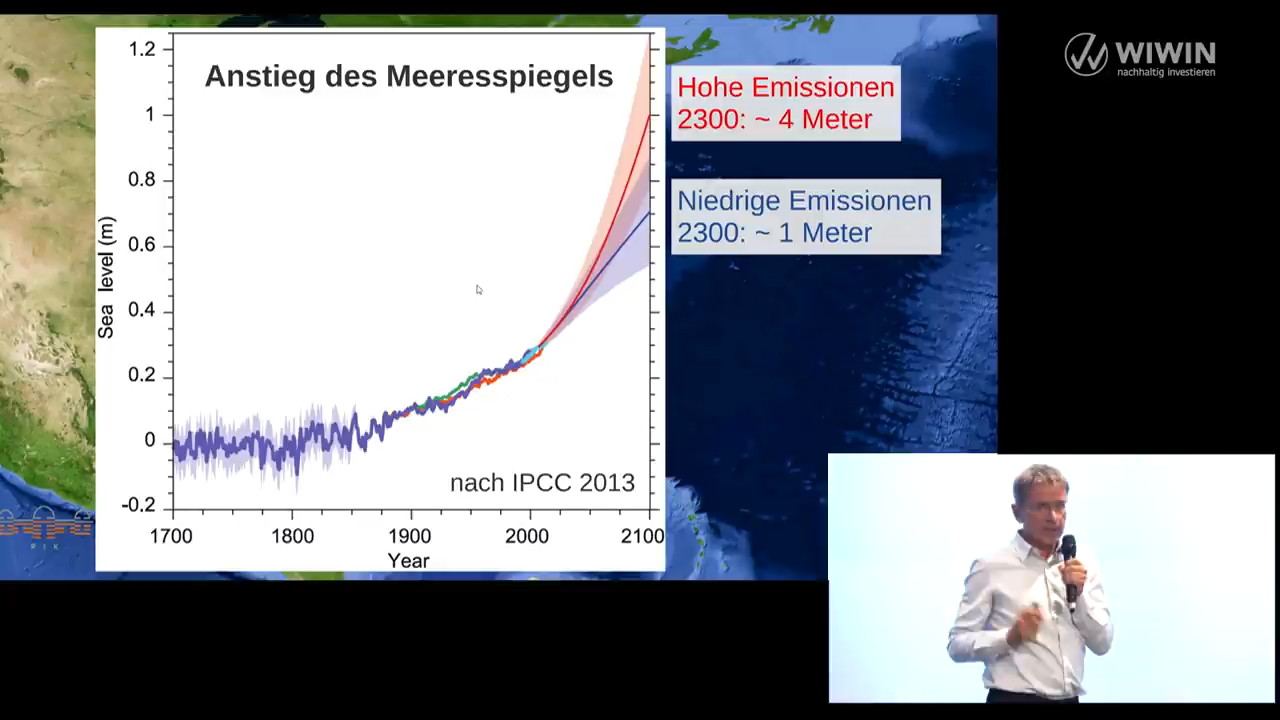 WIWIN
nachhaltig investieren
Anstieg des Meeresspiegels
Hohe Emissionen
2300: ~ 4 Meter
Niedrige Emissionen
2300: ~ 1 Meter
Sea level (m)
1.2
1
0.8
0.6
0.4
0.2
0
-0.2
nach IPCC 2013
1700 1800 1900 2000 2100
Year
PIK